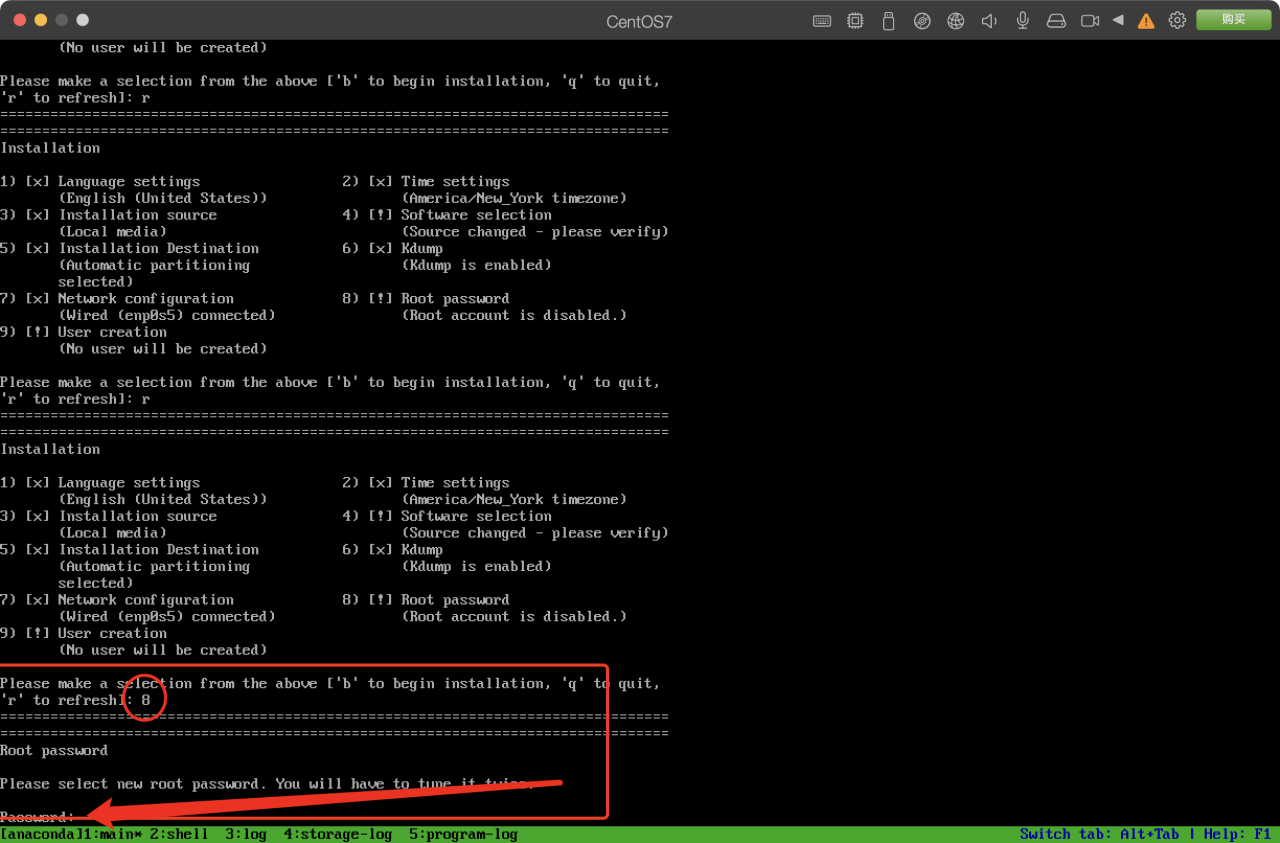 CentOS7
购买
(No user will be created)
Please make a selection from the above ['b' to begin installation, 'q' to quit,
'r' to refresh]: r
================================================================================
================================================================================
Installation
1) [x] Language settings 2) [x] Time settings
(English (United States)) (America/New_York timezone)
3) [x] Installation source 4) [!] Software selection
(Local media) (Source changed - please verify)
5) [x] Installation Destination 6) [x] Kdump
(Automatic partitioning (Kdump is enabled)
selected)
7) [x] Network configuration 8) [!] Root password
(Wired (enp0s5) connected) (Root account is disabled.)
9) [!] User creation
(No user will be created)
Please make a selection from the above ['b' to begin installation, 'q' to quit,
'r' to refresh]: r
================================================================================
================================================================================
Installation
1) [x] Language settings 2) [x] Time settings
(English (United States)) (America/New_York timezone)
3) [x] Installation source 4) [!] Software selection
(Local media) (Source changed - please verify)
5) [x] Installation Destination 6) [x] Kdump
(Automatic partitioning (Kdump is enabled)
selected)
7) [x] Network configuration 8) [!] Root password
(Wired (enp0s5) connected) (Root account is disabled.)
9) [!] User creation
(No user will be created)
Please make a selection from the above ['b' to begin installation, 'q' to quit,
'r' to refresh]: 8
================================================================================
================================================================================
Root password
Please select new root password. You will have to type it twice.
Password:
[anaconda]1:main* 2:shell 3:log 4:storage-log 5:program-log Switch tab: Alt+Tab | Help: F1